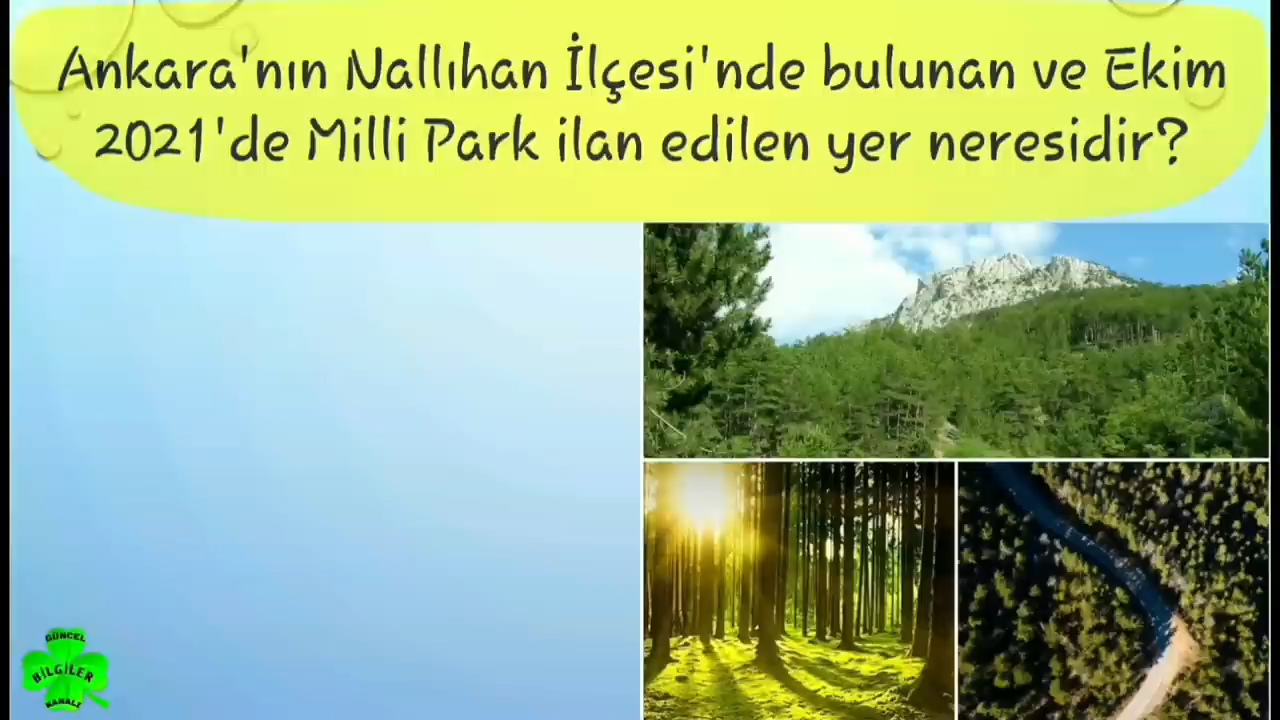 Ankara'nın Nallıhan İlçesi'nde bulunan ve Ekim
2021'de Milli Park ilan edilen yer neresidir?
GÜNCEL
BİLGİLER
KANALI